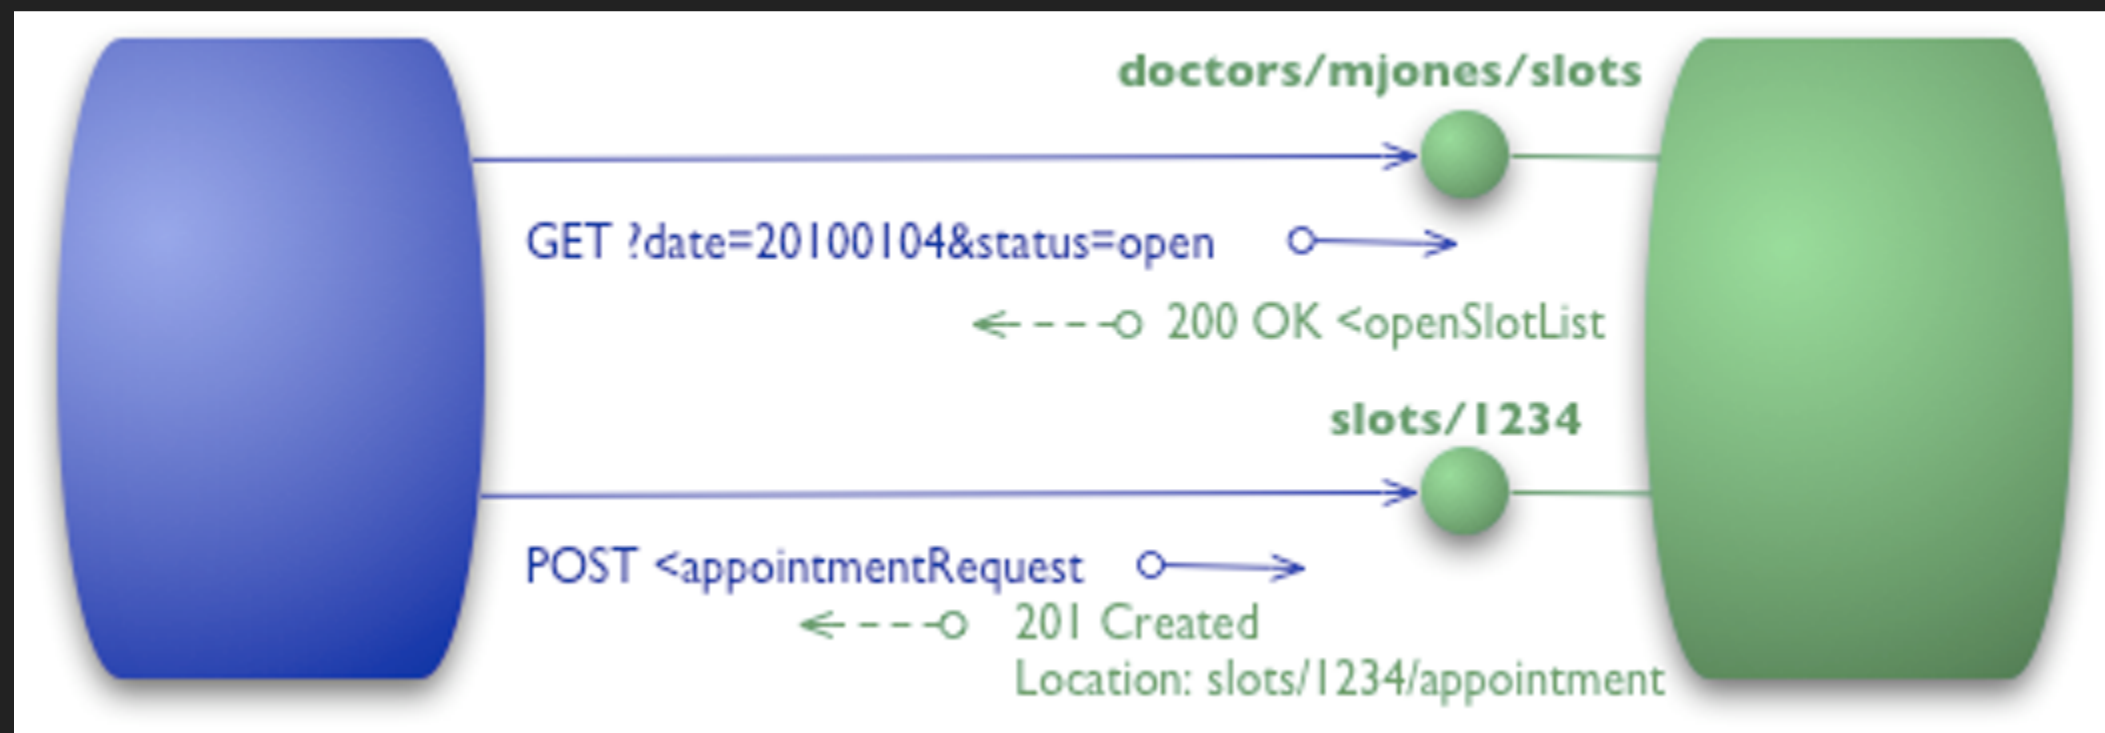 doctors/mjones/slots
GET ?date=20100104&status=open
200 OK <openSlotList
slots/1234
POST <appointmentRequest
201 Created
Location: slots/1234/appointment